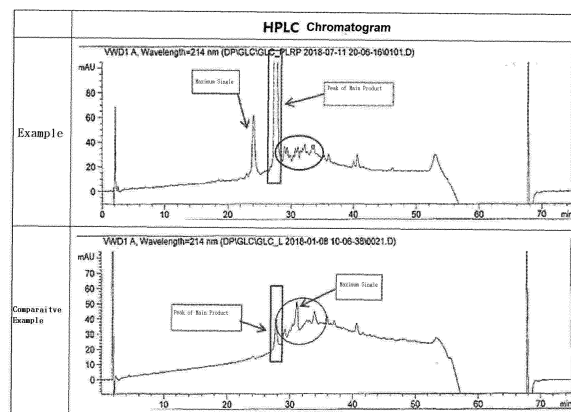 HPLC Chromatogram
Example
VWD1 A, Wavelength=214 nm (DP\GLC\GLC_PLRP 2018-07-11 20-06-16\0101.D)
mAU
Maximum Single
Peak of Main Product
80
60
40
20
0
0 10 20 30 40 50 60 70 min
Comparaitve
Example
VWD1 A, Wavelength=214 nm (DP\GLC\GLC_L 2018-01-08 10-06-38\0021.D)
mAU
Maximum Single
Peak of Main Product
70
60
50
40
30
20
10
0
10 20 30 40 50 60 70 min